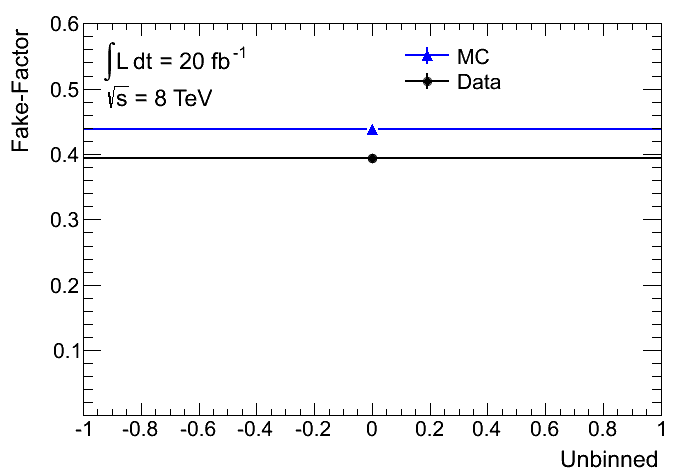 Fake-Factor
0.6
0.5
0.4
0.3
0.2
0.1
∫L dt = 20 fb⁻¹
√s = 8 TeV
MC
Data
-1 -0.8 -0.6 -0.4 -0.2 0 0.2 0.4 0.6 0.8 1
Unbinned